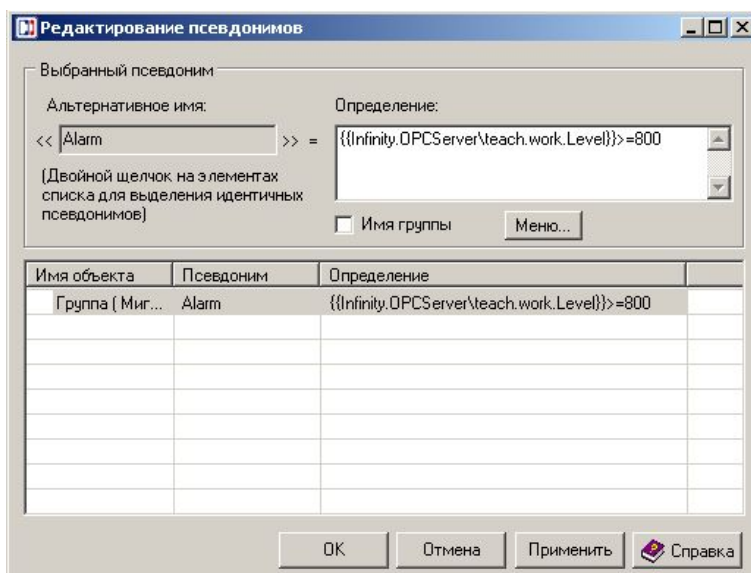 Редактирование псевдонимов
Выбранный псевдоним
Альтернативное имя:
Определение:
<< Alarm >> = {{Infinity.OPCServer\teach.work.Level}}>=800
(Двойной щелчок на элементах
списка для выделения идентичных
псевдонимов)
Имя группы
Меню...
Имя объекта Псевдоним Определение
Группа ( Миг... Alarm {{Infinity.OPCServer\teach.work.Level}}>=800
OK Отмена Применить Справка